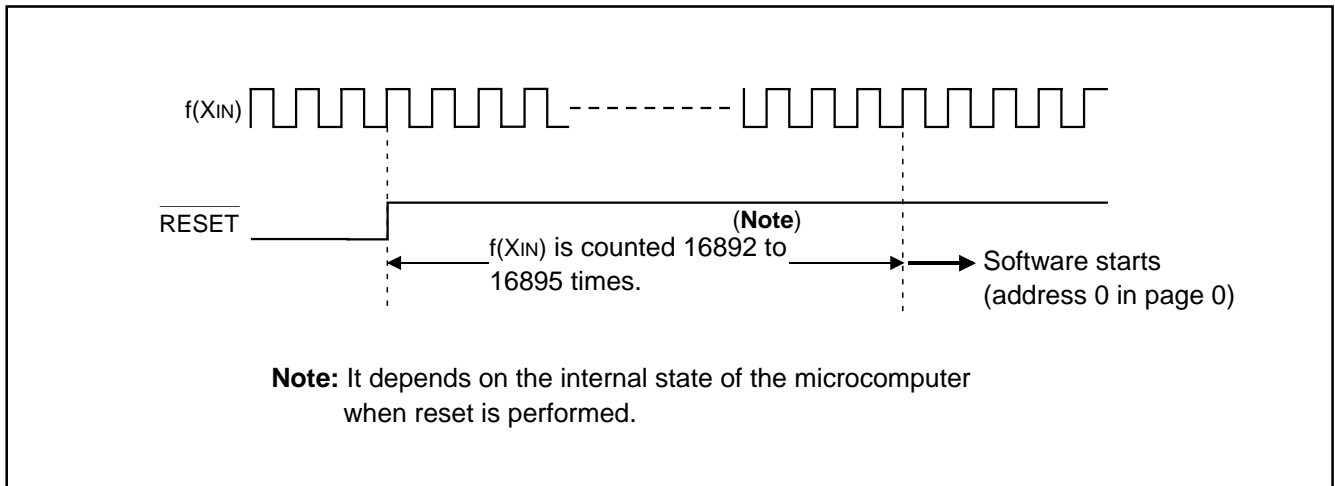 f(XIN)
RESET
(Note)
f(XIN) is counted 16892 to
16895 times.
Software starts
(address 0 in page 0)
Note: It depends on the internal state of the microcomputer
when reset is performed.